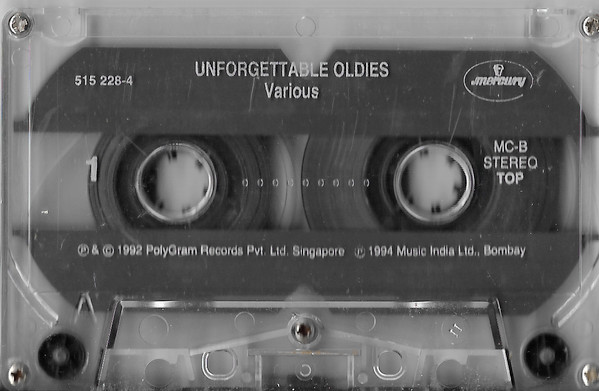 UNFORGETTABLE OLDIES
515 228-4
Various
mercury
1
MC-B
STEREO
TOP
℗ & © 1992 PolyGram Records Pvt. Ltd. Singapore ℗ 1994 Music India Ltd., Bombay